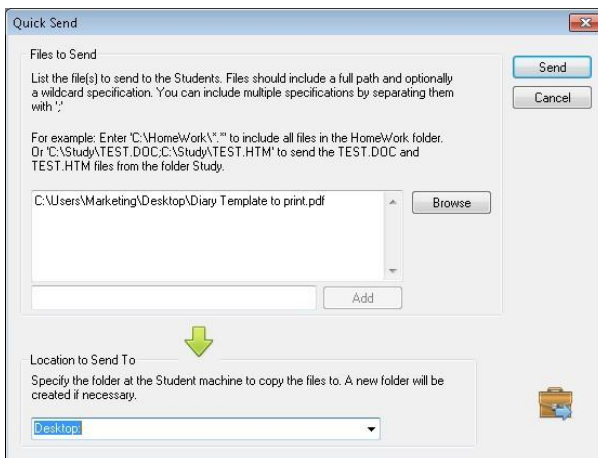 Quick Send
Files to Send
List the file(s) to send to the Students. Files should include a full path and optionally
a wildcard specification. You can include multiple specifications by separating them
with ';'
For example: Enter 'C:\HomeWork\*.*' to include all files in the HomeWork folder.
Or 'C:\Study\TEST.DOC;C:\Study\TEST.HTM' to send the TEST.DOC and
TEST.HTM files from the folder Study.
C:\Users\Marketing\Desktop\Diary Template to print.pdf
Browse
Add
Send
Cancel
Location to Send To
Specify the folder at the Student machine to copy the files to. A new folder will be
created if necessary.
Desktop: